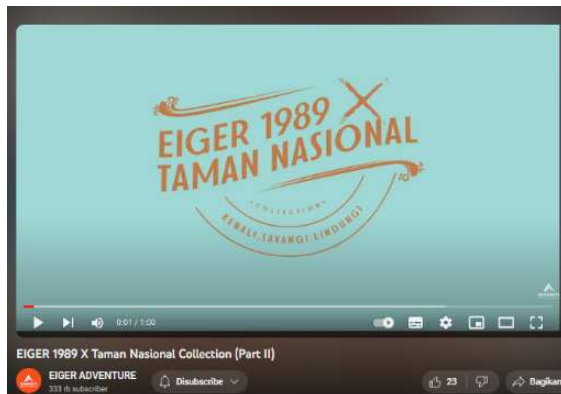 EIGER 1989 X
TAMAN NASIONAL
•COLLECTION•
KENALI, SAYANGI, LINDUNGI
0:01 / 1:00
EIGER 1989 X Taman Nasional Collection (Part II)
EIGER ADVENTURE
333 rb subscriber
Disubscribe
23
Bagikan